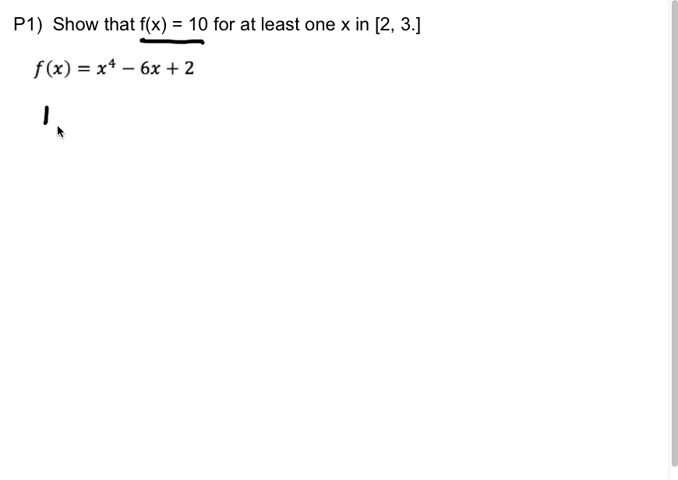 P1) Show that f(x) = 10 for at least one x in [2, 3.]
f(x) = x⁴ − 6x + 2